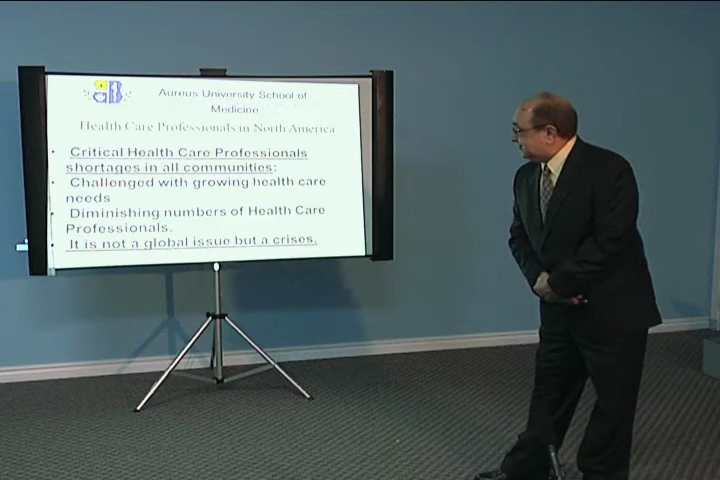 Aureus University School of
Medicine
Health Care Professionals in North America
• Critical Health Care Professionals
shortages in all communities:
• Challenged with growing health care
needs
• Diminishing numbers of Health Care
Professionals.
• It is not a global issue but a crises.